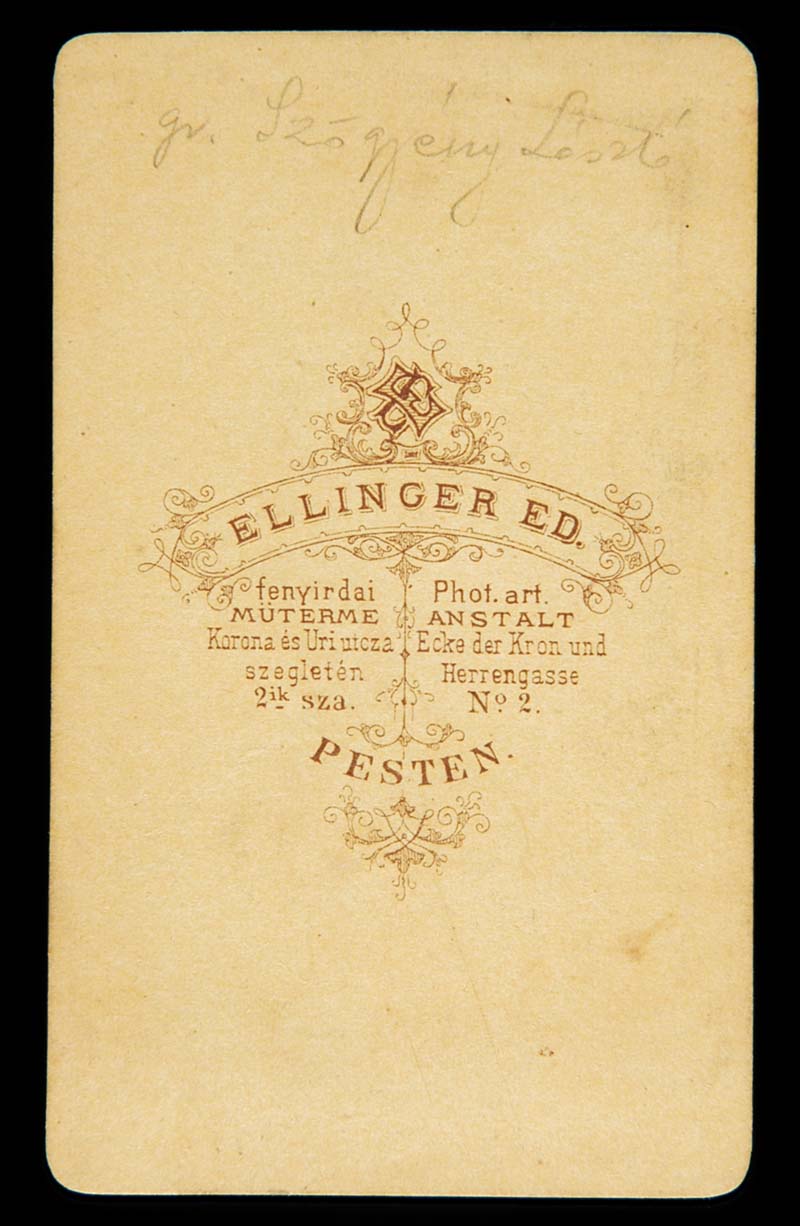 gr. Szögyény László
ELLINGER ED.
fenyirdai
MÜTERME
Korona és Uri utcza
szegletén
2ik sza.
Phot. art.
ANSTALT
Ecke der Kron und
Herrengasse
No 2.
PESTEN.